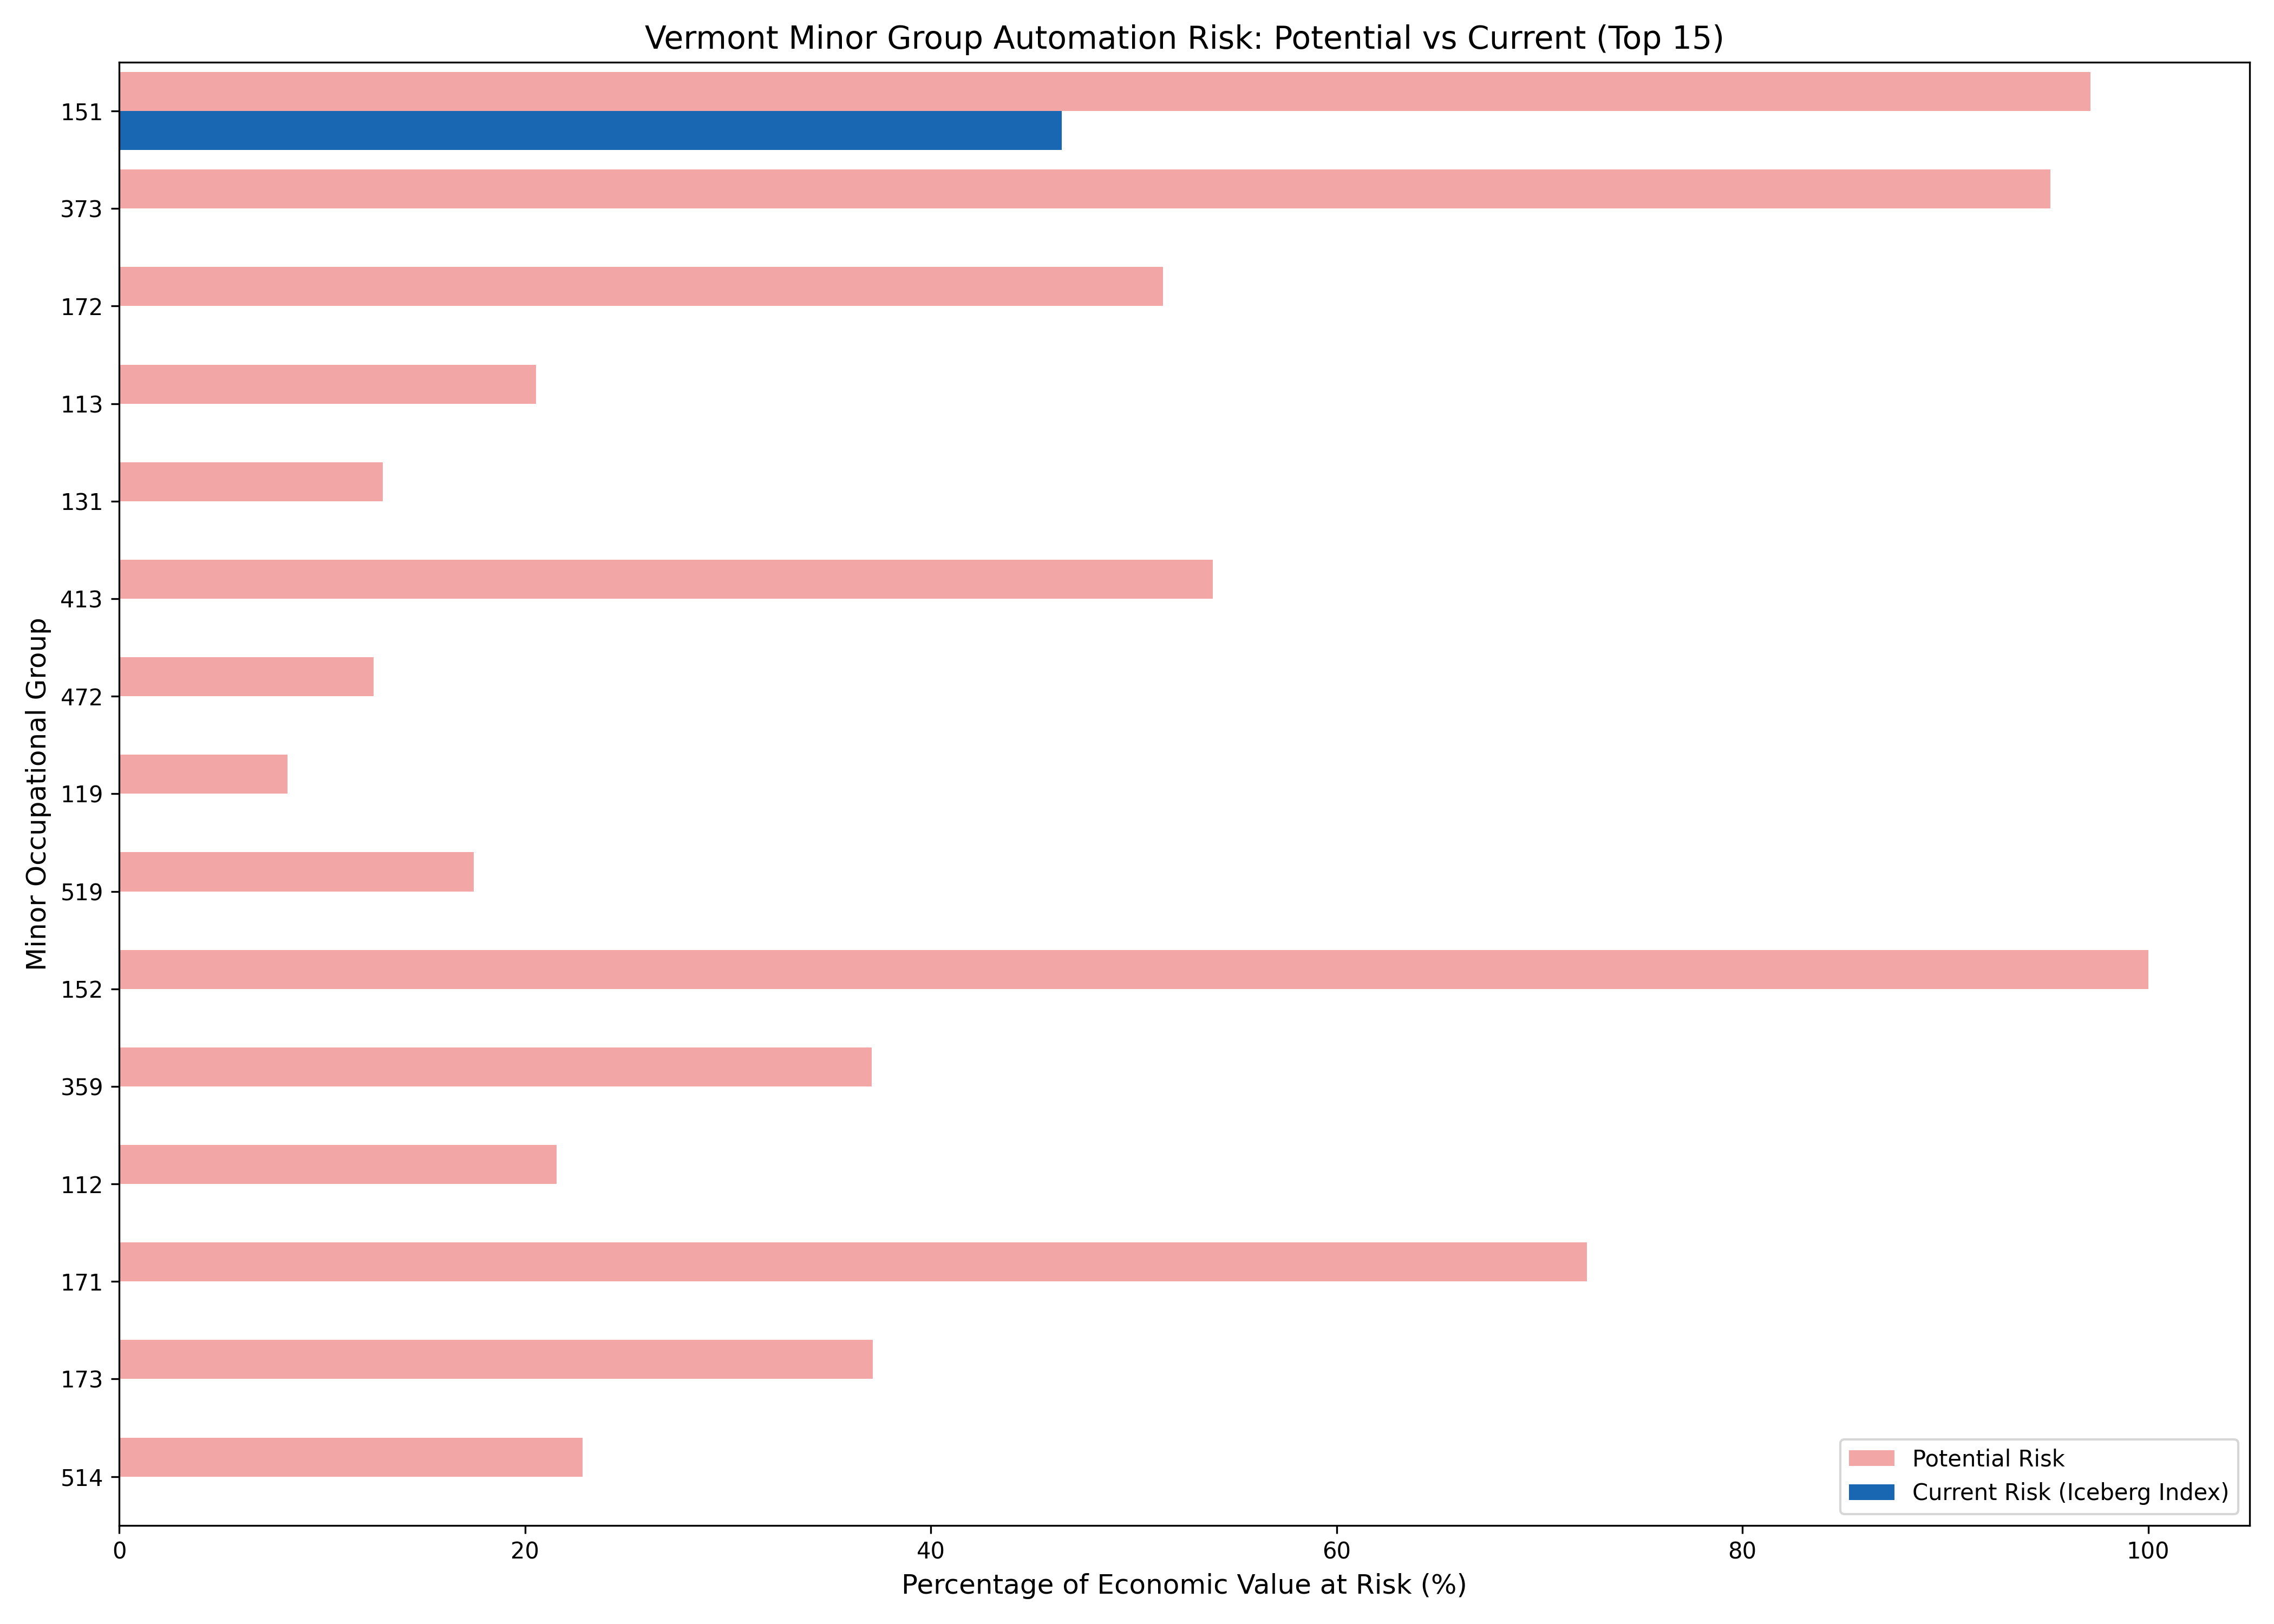 Vermont Minor Group Automation Risk: Potential vs Current (Top 15)
Minor Occupational Group
151
373
172
113
131
413
472
119
519
152
359
112
171
173
514
Potential Risk
Current Risk (Iceberg Index)
0 20 40 60 80 100
Percentage of Economic Value at Risk (%)